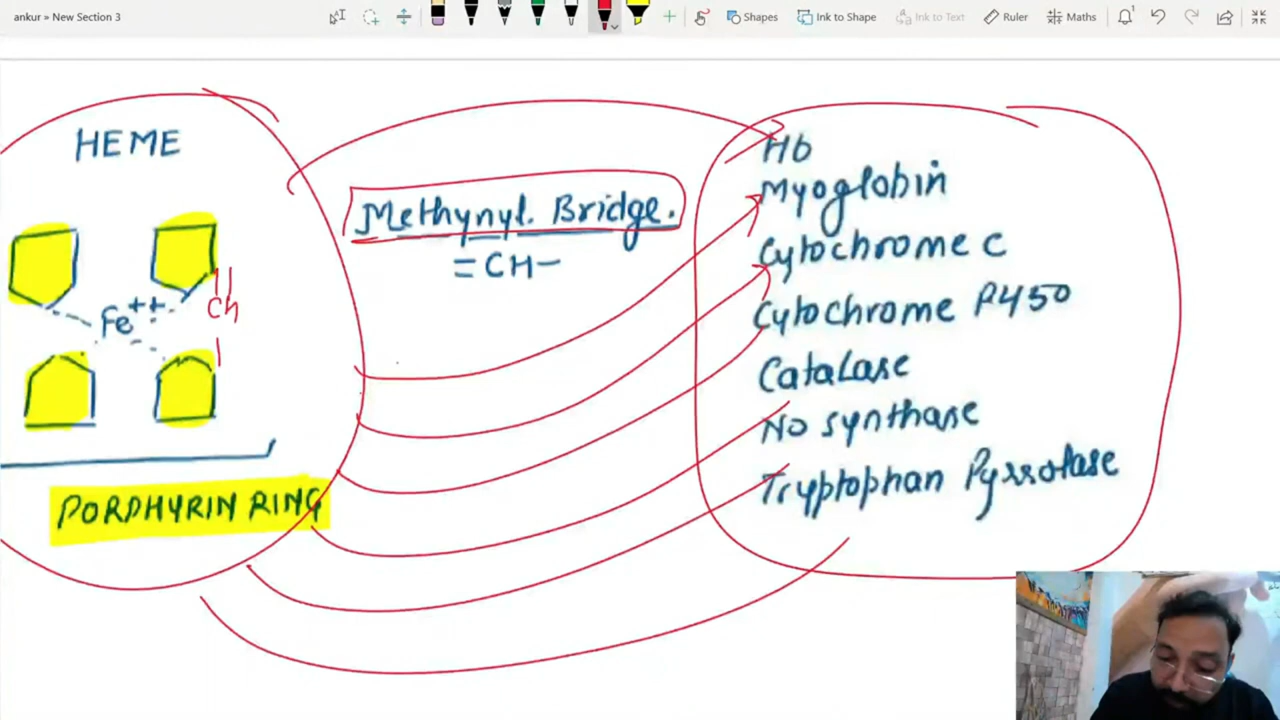 ankur » New Section 3
Shapes
Ink to Shape
Ink to Text
Ruler
Maths
HEME
Fe++
Ch
PORPHYRIN RING
Methynyl. Bridge.
=CH–
Hb
Myoglobin
Cytochrome C
Cytochrome P450
Catalase
No synthase
Tryptophan Pyrrolase